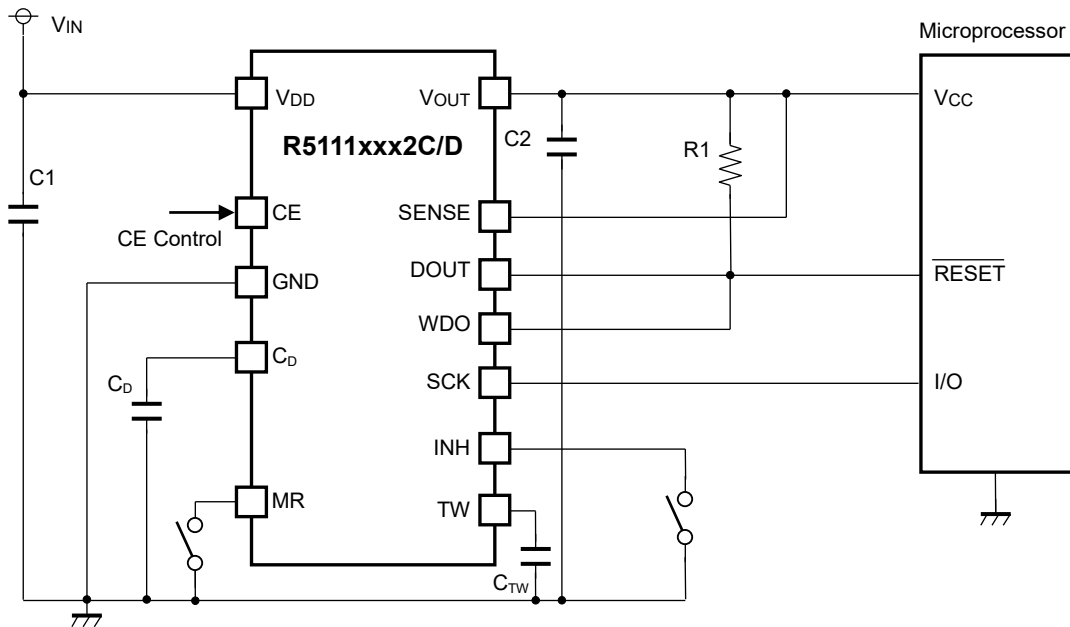 VIN
Microprocessor
VDD
VOUT
VCC
R5111xxx2C/D
C2
R1
C1
CE
SENSE
CE Control
GND
DOUT
RESET
WDO
CD
CD
SCK
I/O
INH
MR
TW
CTW